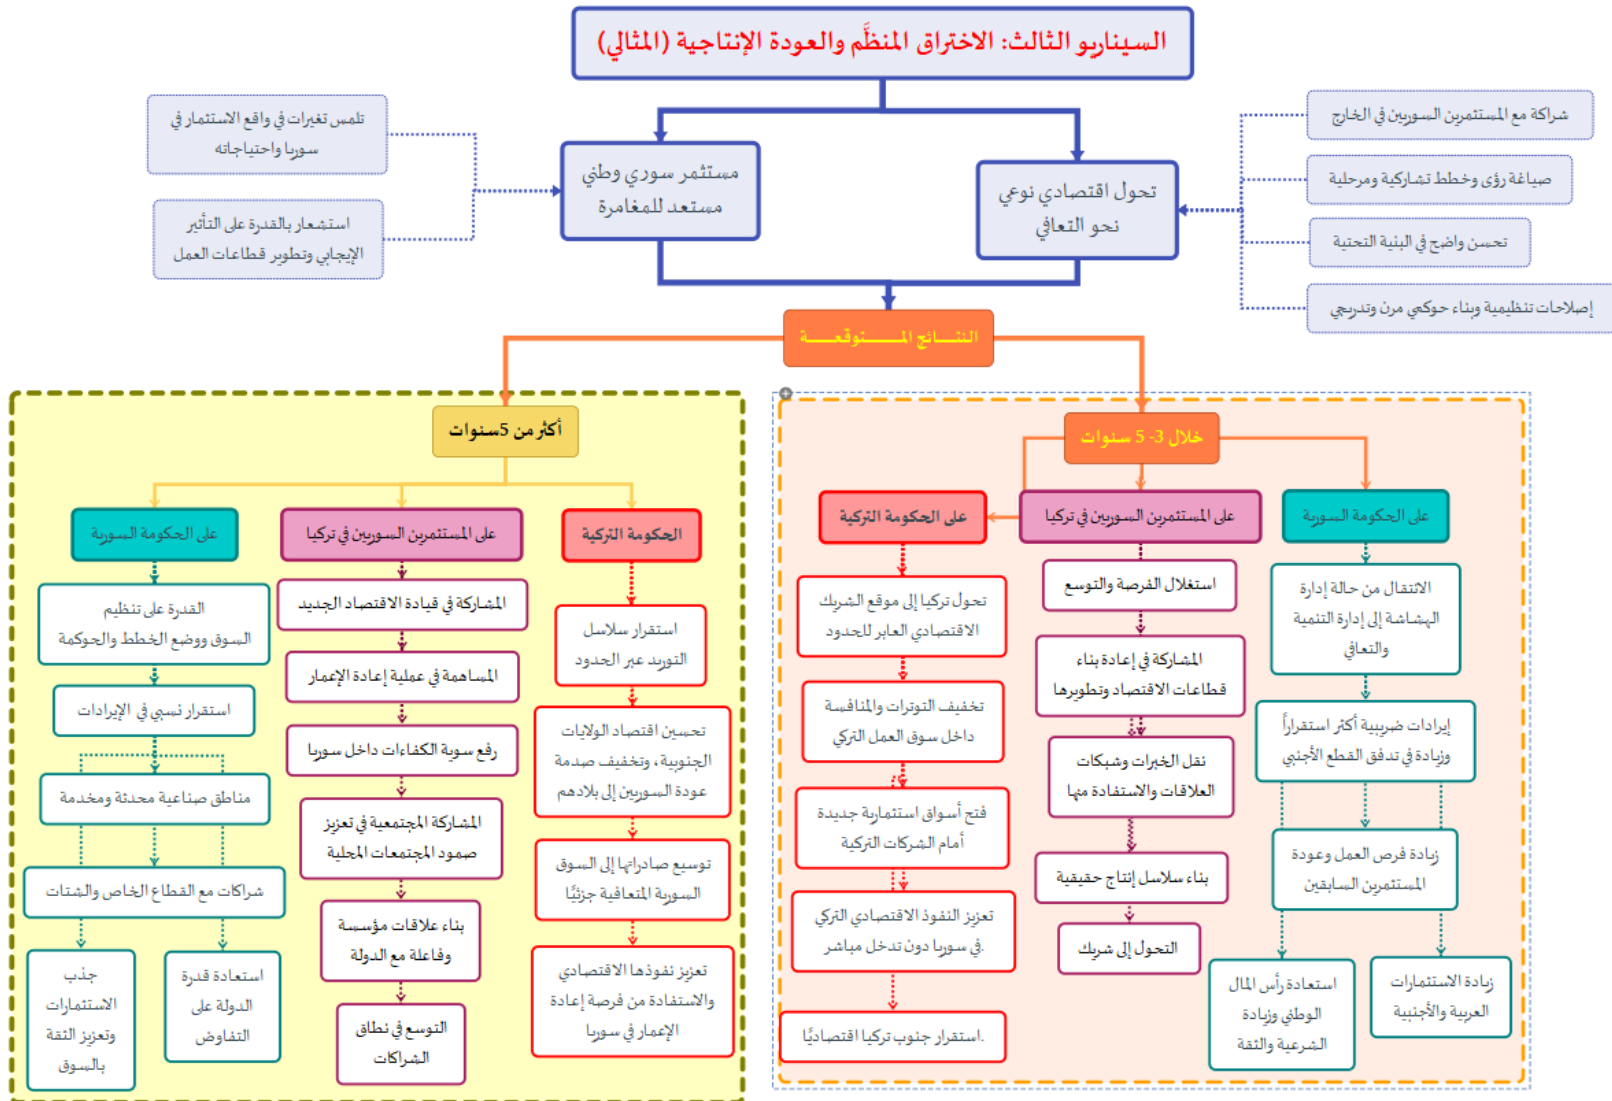 السيناريو الثالث: الاختراق المنظَّم والعودة الإنتاجية (المثالي)
شراكة مع المستثمرين السوريين في الخارج
صياغة رؤى وخطط تشاركية ومرحلية
تحسن واضح في البنية التحتية
إصلاحات تنظيمية وبناء حوكمي مرن وتدريجي
تحول اقتصادي نوعي
نحو التعافي
مستثمر سوري وطني
مستعد للمغامرة
تلمس تغيرات في واقع الاستثمار في
سوريا واحتياجاته
استشعار بالقدرة على التأثير
الإيجابي وتطوير قطاعات العمل
النتـــائج المـــــتوقعـــــة
خلال 3- 5 سنوات
على الحكومة السورية
الانتقال من حالة إدارة
الهشاشة إلى إدارة التنمية
والتعافي
إيرادات ضريبية أكثر استقراراً
وزيادة في تدفق القطع الأجنبي
زيادة فرص العمل وعودة
المستثمرين السابقين
زيادة الاستثمارات
العربية والأجنبية
استعادة رأس المال
الوطني وزيادة
الشرعية والثقة
على المستثمرين السوريين في تركيا
استغلال الفرصة والتوسع
المشاركة في إعادة بناء
قطاعات الاقتصاد وتطويرها
نقل الخبرات وشبكات
العلاقات والاستفادة منها
بناء سلاسل إنتاج حقيقية
التحول إلى شريك
على الحكومة التركية
تحول تركيا إلى موقع الشريك
الاقتصادي العابر للحدود
تخفيف التوترات والمنافسة
داخل سوق العمل التركي
فتح أسواق استثمارية جديدة
أمام الشركات التركية
تعزيز النفوذ الاقتصادي التركي
في سوريا دون تدخل مباشر.
استقرار جنوب تركيا اقتصاديًا.
أكثر من 5سنوات
الحكومة التركية
استقرار سلاسل
التوريد عبر الحدود
تحسين اقتصاد الولايات
الجنوبية، وتخفيف صدمة
عودة السوريين إلى بلادهم
توسيع صادراتها إلى السوق
السورية المتعافية جزئيًا
تعزيز نفوذها الاقتصادي
والاستفادة من فرصة إعادة
الإعمار في سوريا
على المستثمرين السوريين في تركيا
المشاركة في قيادة الاقتصاد الجديد
المساهمة في عملية إعادة الإعمار
رفع سوية الكفاءات داخل سوريا
المشاركة المجتمعية في تعزيز
صمود المجتمعات المحلية
بناء علاقات مؤسسة
وفاعلة مع الدولة
التوسع في نطاق
الشراكات
على الحكومة السورية
القدرة على تنظيم
السوق ووضع الخطط والحوكمة
استقرار نسبي في الإيرادات
مناطق صناعية محدثة ومخدمة
شراكات مع القطاع الخاص والشتات
استعادة قدرة
الدولة على
التفاوض
جذب
الاستثمارات
وتعزيز الثقة
بالسوق